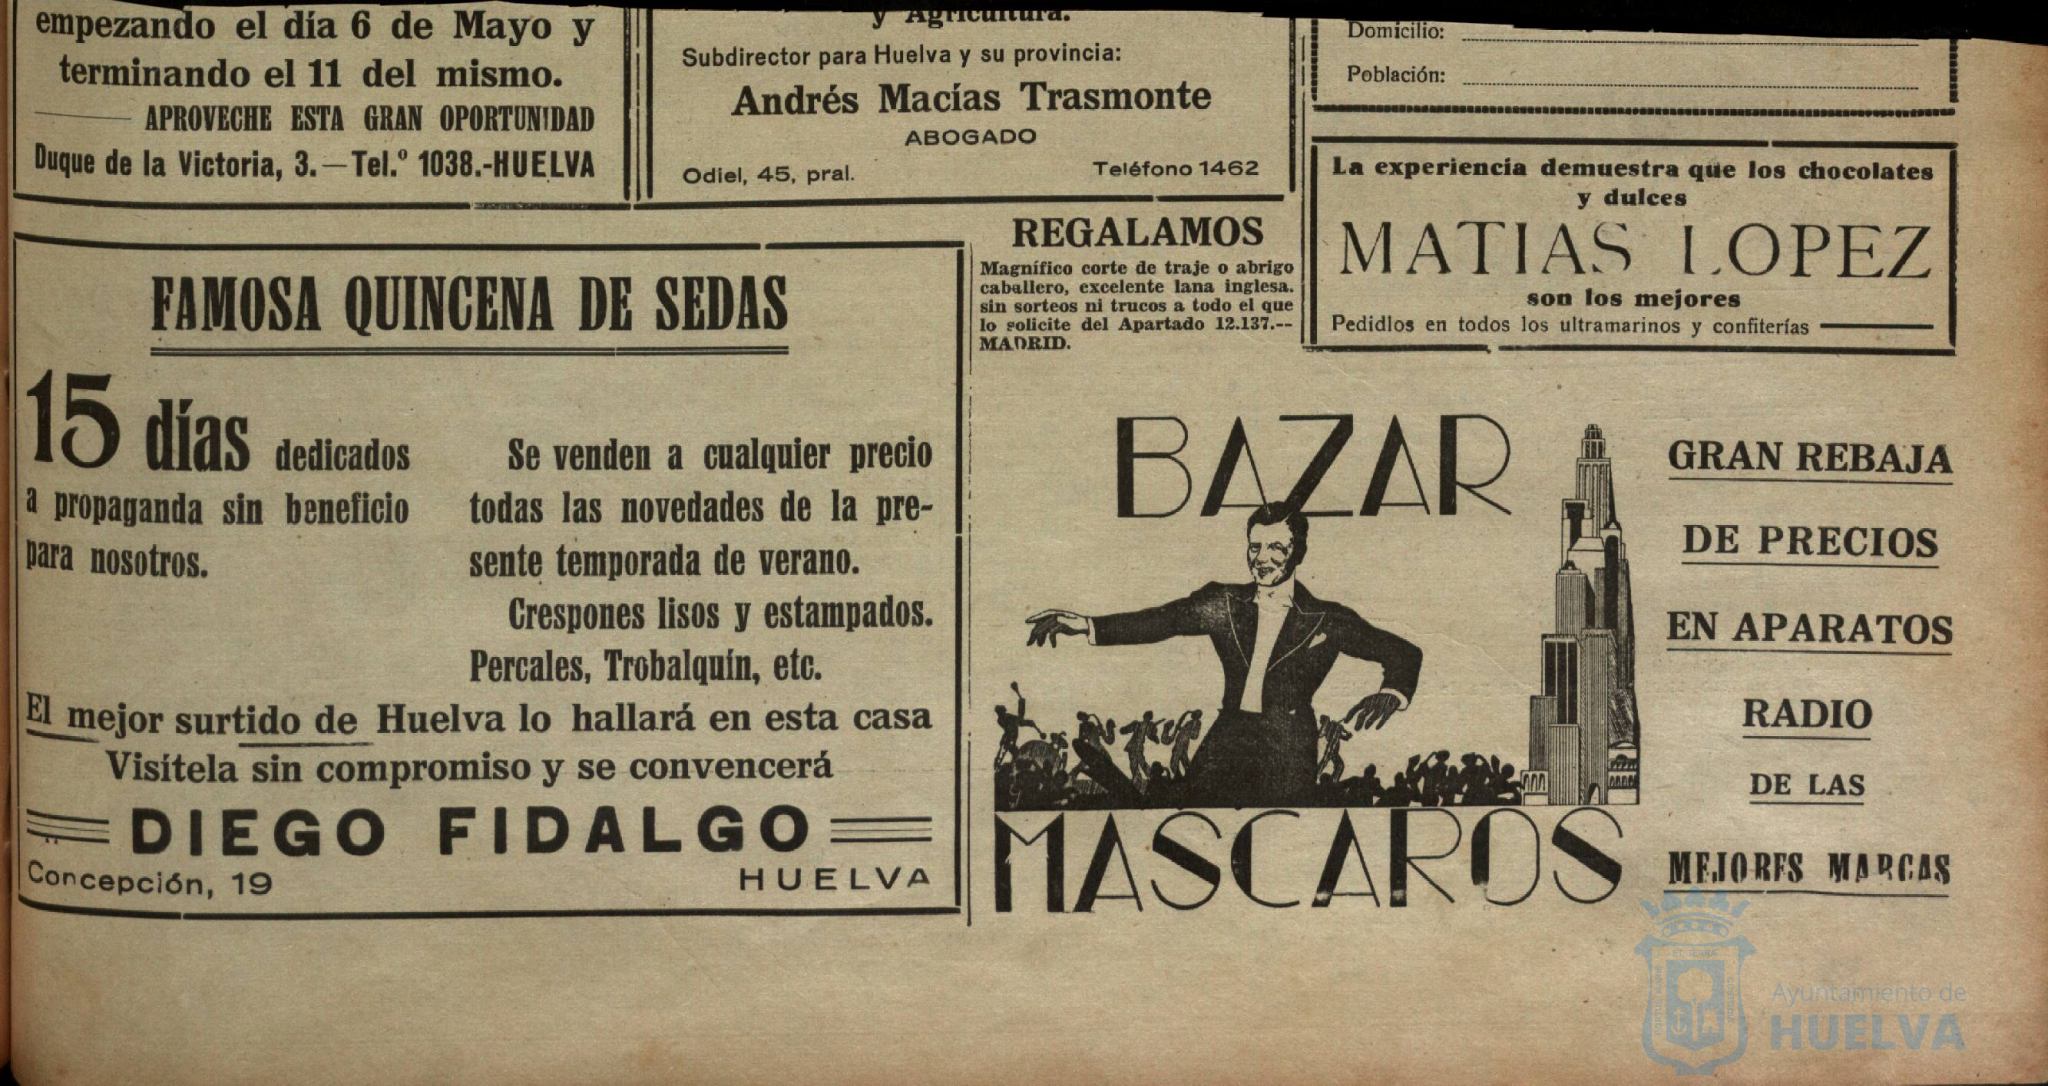 empezando el día 6 de Mayo y
terminando el 11 del mismo.
APROVECHE ESTA GRAN OPORTUNIDAD
Duque de la Victoria, 3.—Tel.º 1038.-HUELVA
y Agricultura.
Subdirector para Huelva y su provincia:
Andrés Macías Trasmonte
ABOGADO
Odiel, 45, pral. Teléfono 1462
Domicilio:
Población:
La experiencia demuestra que los chocolates
y dulces
MATIAS LOPEZ
son los mejores
Pedidlos en todos los ultramarinos y confiterías
REGALAMOS
Magnífico corte de traje o abrigo
caballero, excelente lana inglesa.
sin sorteos ni trucos a todo el que
lo solicite del Apartado 12.137.--
MADRID.
FAMOSA QUINCENA DE SEDAS
15 días dedicados
a propaganda sin beneficio
para nosotros.
Se venden a cualquier precio
todas las novedades de la pre-
sente temporada de verano.
Crespones lisos y estampados.
Percales, Trobalquín, etc.
El mejor surtido de Huelva lo hallará en esta casa
Visítela sin compromiso y se convencerá
DIEGO FIDALGO
Concepción, 19 HUELVA
BAZAR
MASCAROS
GRAN REBAJA
DE PRECIOS
EN APARATOS
RADIO
DE LAS
MEJORES MARCAS
Ayuntamiento de
HUELVA